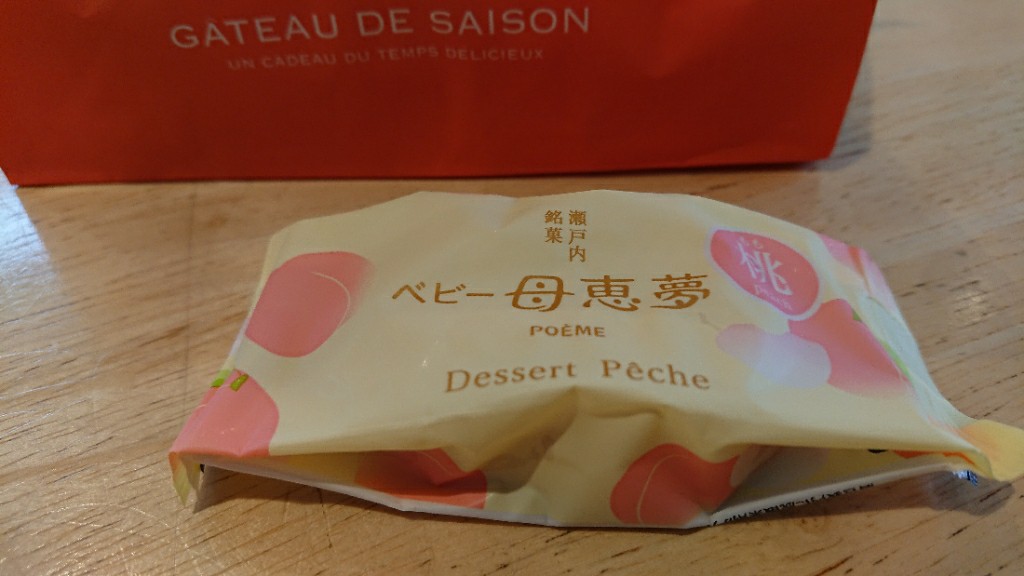 GÂTEAU DE SAISON
UN CADEAU DU TEMPS DELICIEUX
瀬戸内
銘菓
桃
ベビー母恵夢
POÈME
Dessert Pêche